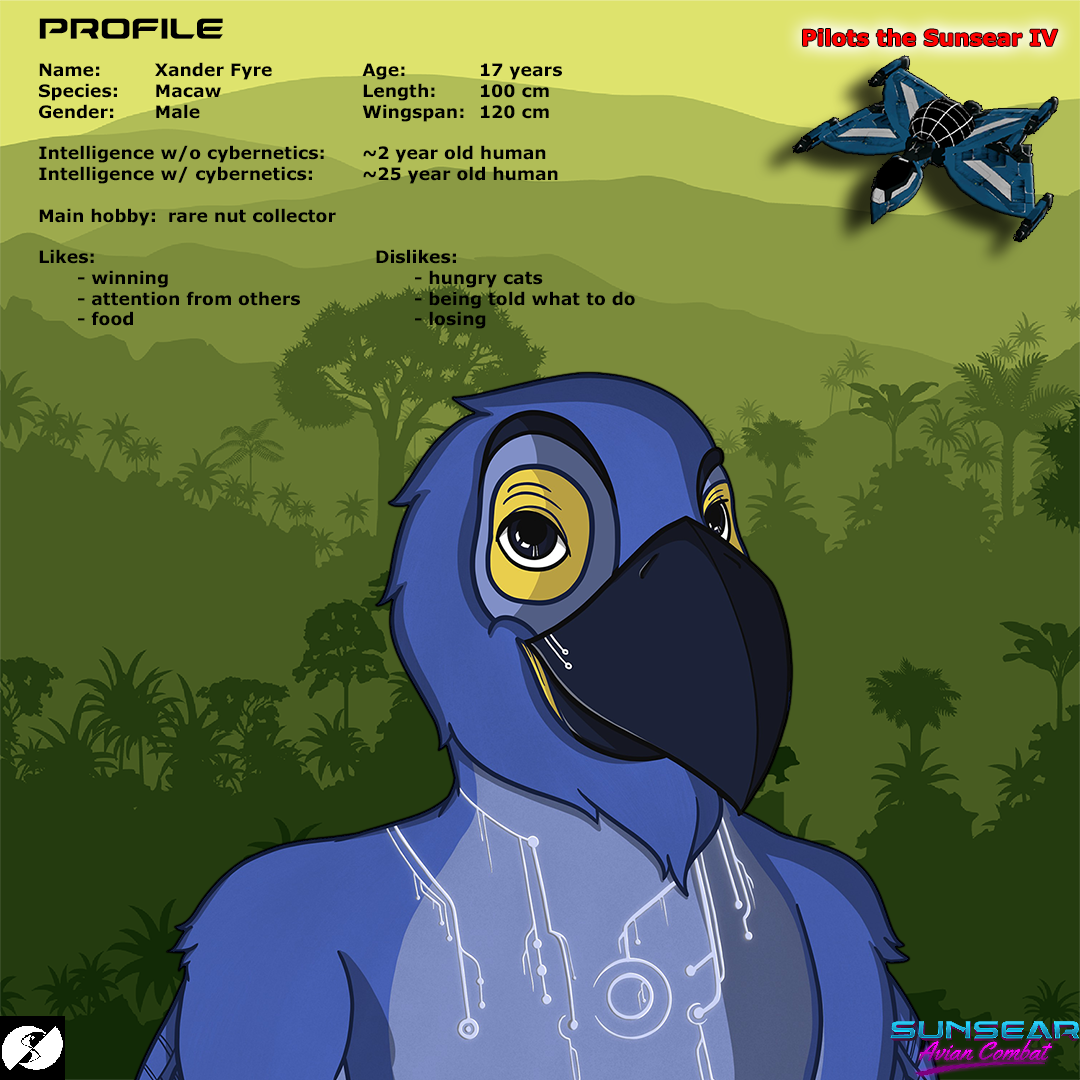 PROFILE
Pilots the Sunsear IV
Name: Xander Fyre Age: 17 years
Species: Macaw Length: 100 cm
Gender: Male Wingspan: 120 cm
Intelligence w/o cybernetics: ~2 year old human
Intelligence w/ cybernetics: ~25 year old human
Main hobby: rare nut collector
Likes: Dislikes:
- winning - hungry cats
- attention from others - being told what to do
- food - losing
SUNSEAR
Avian Combat